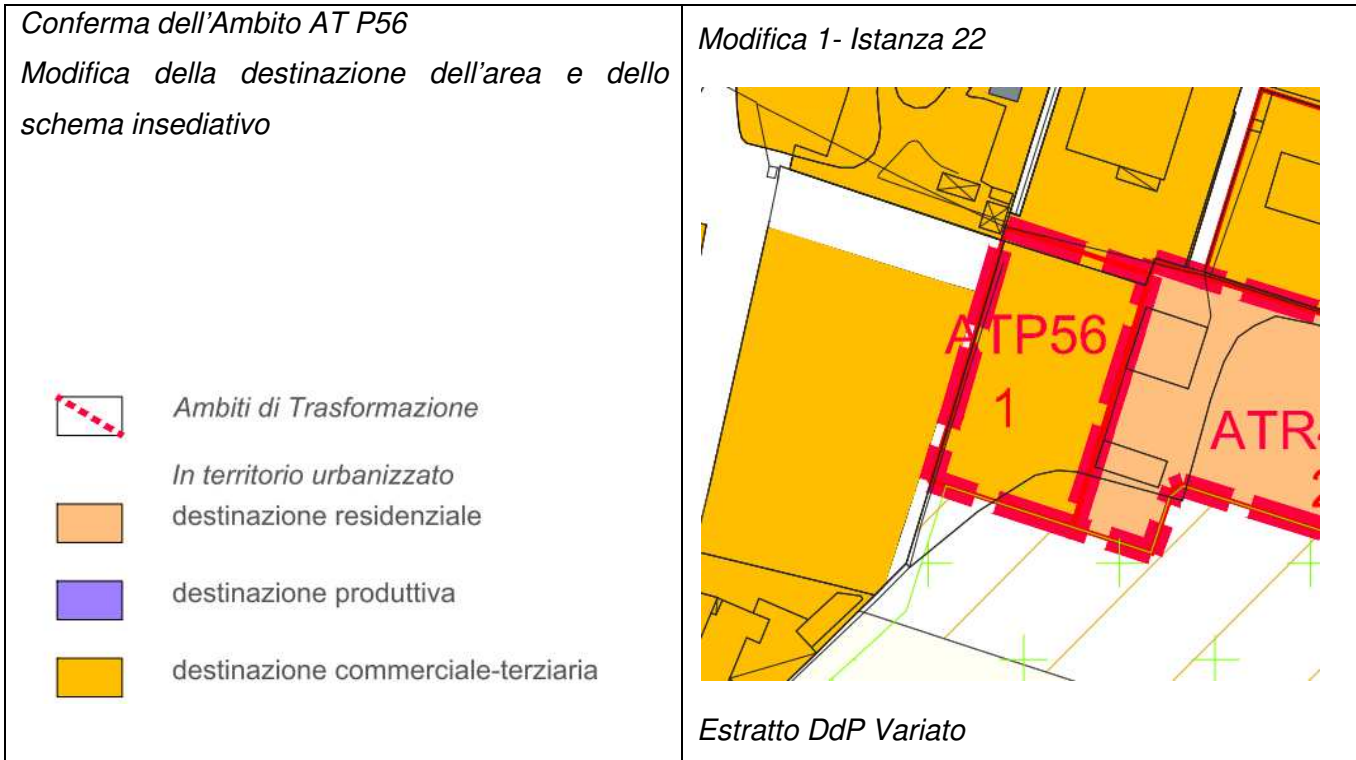 Conferma dell'Ambito AT P56
Modifica della destinazione dell'area e dello
schema insediativo
Ambiti di Trasformazione
In territorio urbanizzato
destinazione residenziale
destinazione produttiva
destinazione commerciale-terziaria
Modifica 1- Istanza 22
ATP56
1
ATR
2
Estratto DdP Variato